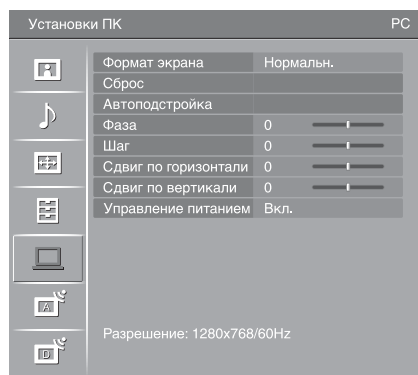 Установки ПК PC
Формат экрана Нормальн.
Сброс
Автоподстройка
Фаза 0
Шаг 0
Сдвиг по горизонтали 0
Сдвиг по вертикали 0
Управление питанием Вкл.
A
D
Разрешение: 1280x768/60Hz